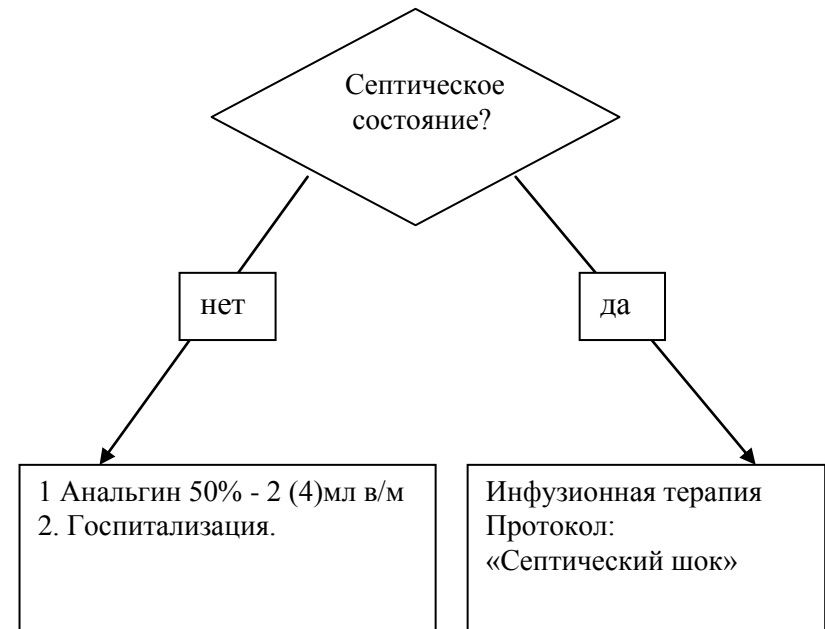 Септическое
состояние?
нет
да
1 Анальгин 50% - 2 (4)мл в/м
2. Госпитализация.
Инфузионная терапия
Протокол:
«Септический шок»